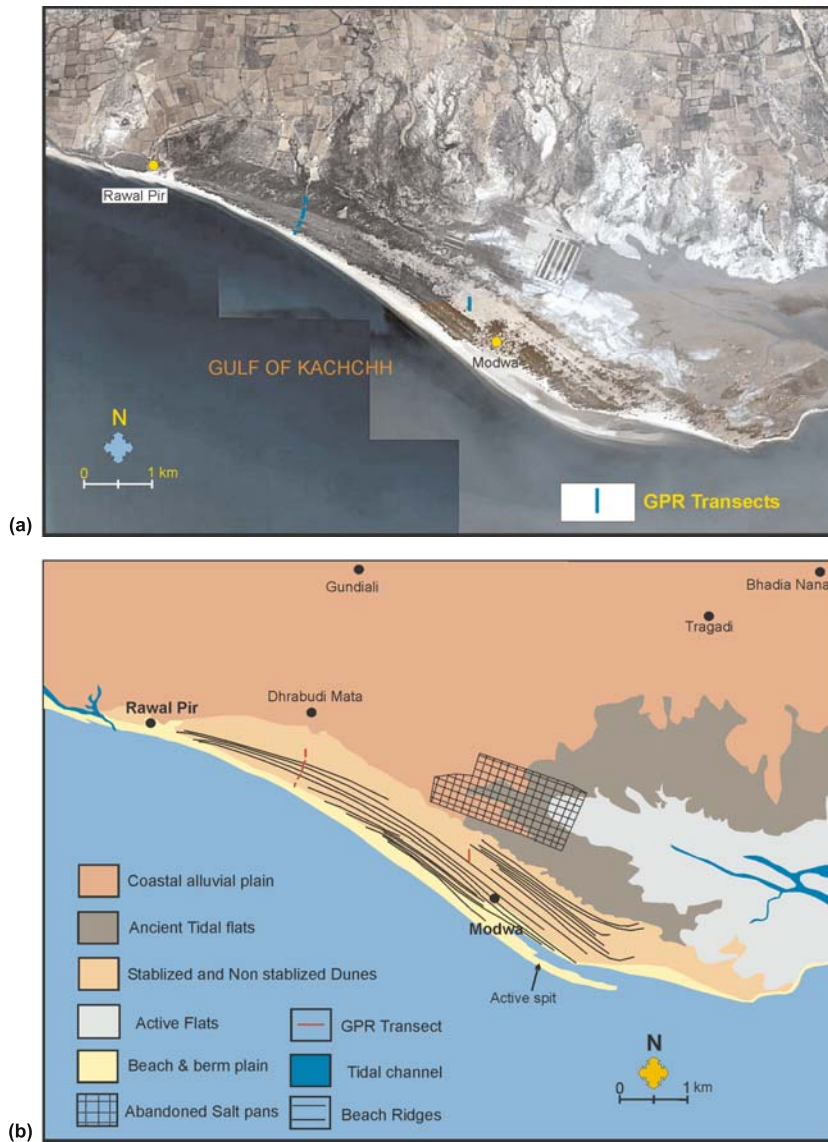 Rawal Pir
GULF OF KACHCHH
Modwa
N
0 1 km
GPR Transects
(a)
Gundiali
Bhadia Nana
Tragadi
Dhrabudi Mata
Rawal Pir
Modwa
Active spit
Coastal alluvial plain
Ancient Tidal flats
Stablized and Non stablized Dunes
Active Flats
Beach & berm plain
Abandoned Salt pans
GPR Transect
Tidal channel
Beach Ridges
N
0 1 km
(b)